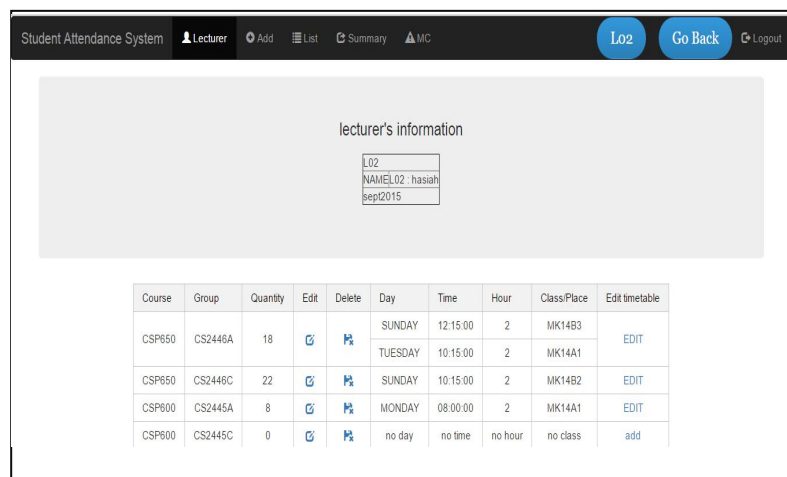 Student Attendance System Lecturer Add List Summary MC L02 Go Back Logout
lecturer's information
L02
NAME L02 : hasiah
sept2015
Course Group Quantity Edit Delete Day Time Hour Class/Place Edit timetable
CSP650 CS2446A 18 SUNDAY 12:15:00 2 MK14B3 EDIT
TUESDAY 10:15:00 2 MK14A1
CSP650 CS2446C 22 SUNDAY 10:15:00 2 MK14B2 EDIT
CSP600 CS2445A 8 MONDAY 08:00:00 2 MK14A1 EDIT
CSP600 CS2445C 0 no day no time no hour no class add